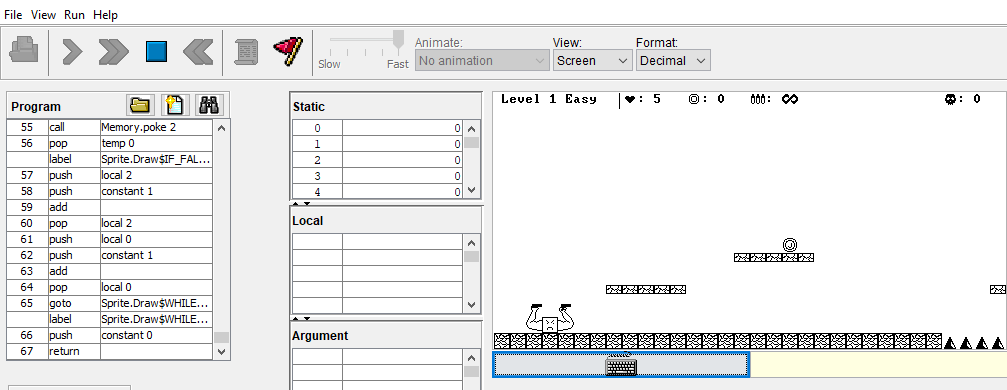 File View Run Help
Animate: View: Format:
Slow Fast No animation Screen Decimal
Program
55 call Memory.poke 2
56 pop temp 0
label Sprite.Draw$IF_FAL...
57 push local 2
58 push constant 1
59 add
60 pop local 2
61 push local 0
62 push constant 1
63 add
64 pop local 0
65 goto Sprite.Draw$WHILE...
label Sprite.Draw$WHILE...
66 push constant 0
67 return
Static
0 0
1 0
2 0
3 0
4 0
Local
Argument
Level 1 Easy : 5 : 0 : ∞ : 0